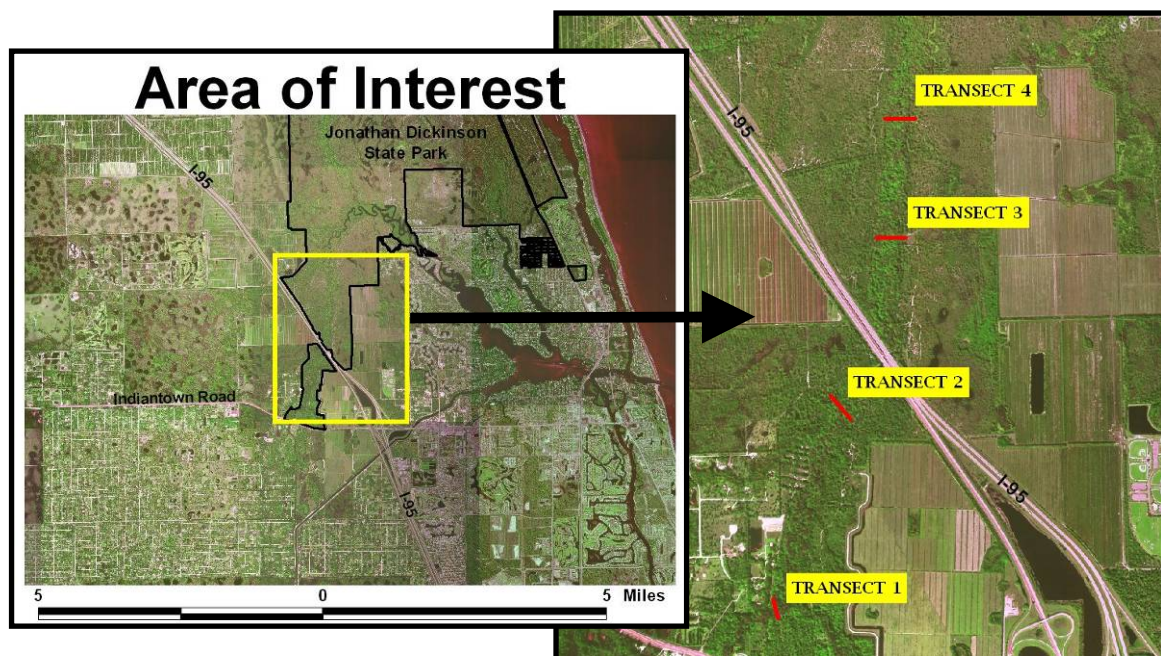 Area of Interest
Jonathan Dickinson
State Park
I-95
Indiantown Road
I-95
5 0 5 Miles
I-95
TRANSECT 4
TRANSECT 3
TRANSECT 2
I-95
TRANSECT 1